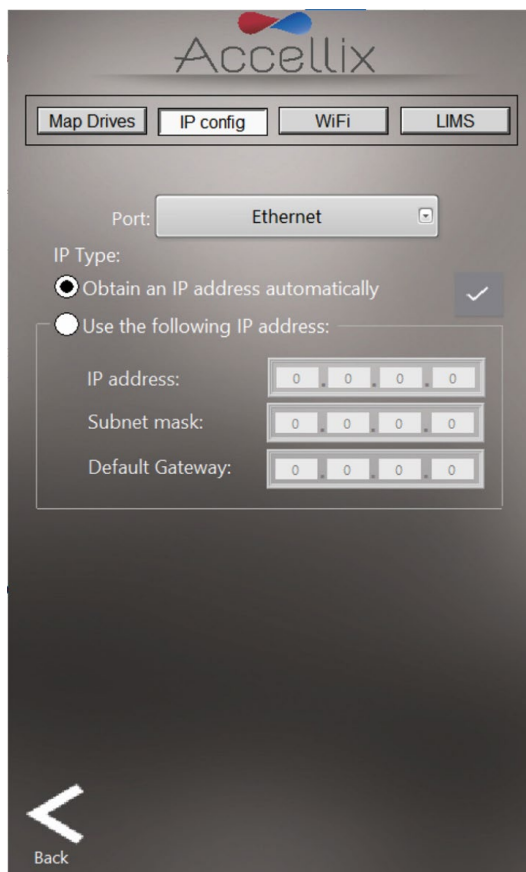 Accellix
Map Drives IP config WiFi LIMS
Port: Ethernet
IP Type:
Obtain an IP address automatically
Use the following IP address:
IP address: 0 . 0 . 0 . 0
Subnet mask: 0 . 0 . 0 . 0
Default Gateway: 0 . 0 . 0 . 0
Back